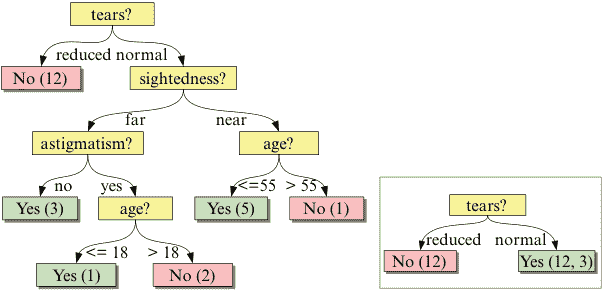 tears?
reduced normal
No (12)
sightedness?
far near
astigmatism? age?
no yes <=55 > 55
Yes (3) age? Yes (5) No (1)
<= 18 > 18
Yes (1) No (2)
tears?
reduced normal
No (12) Yes (12, 3)